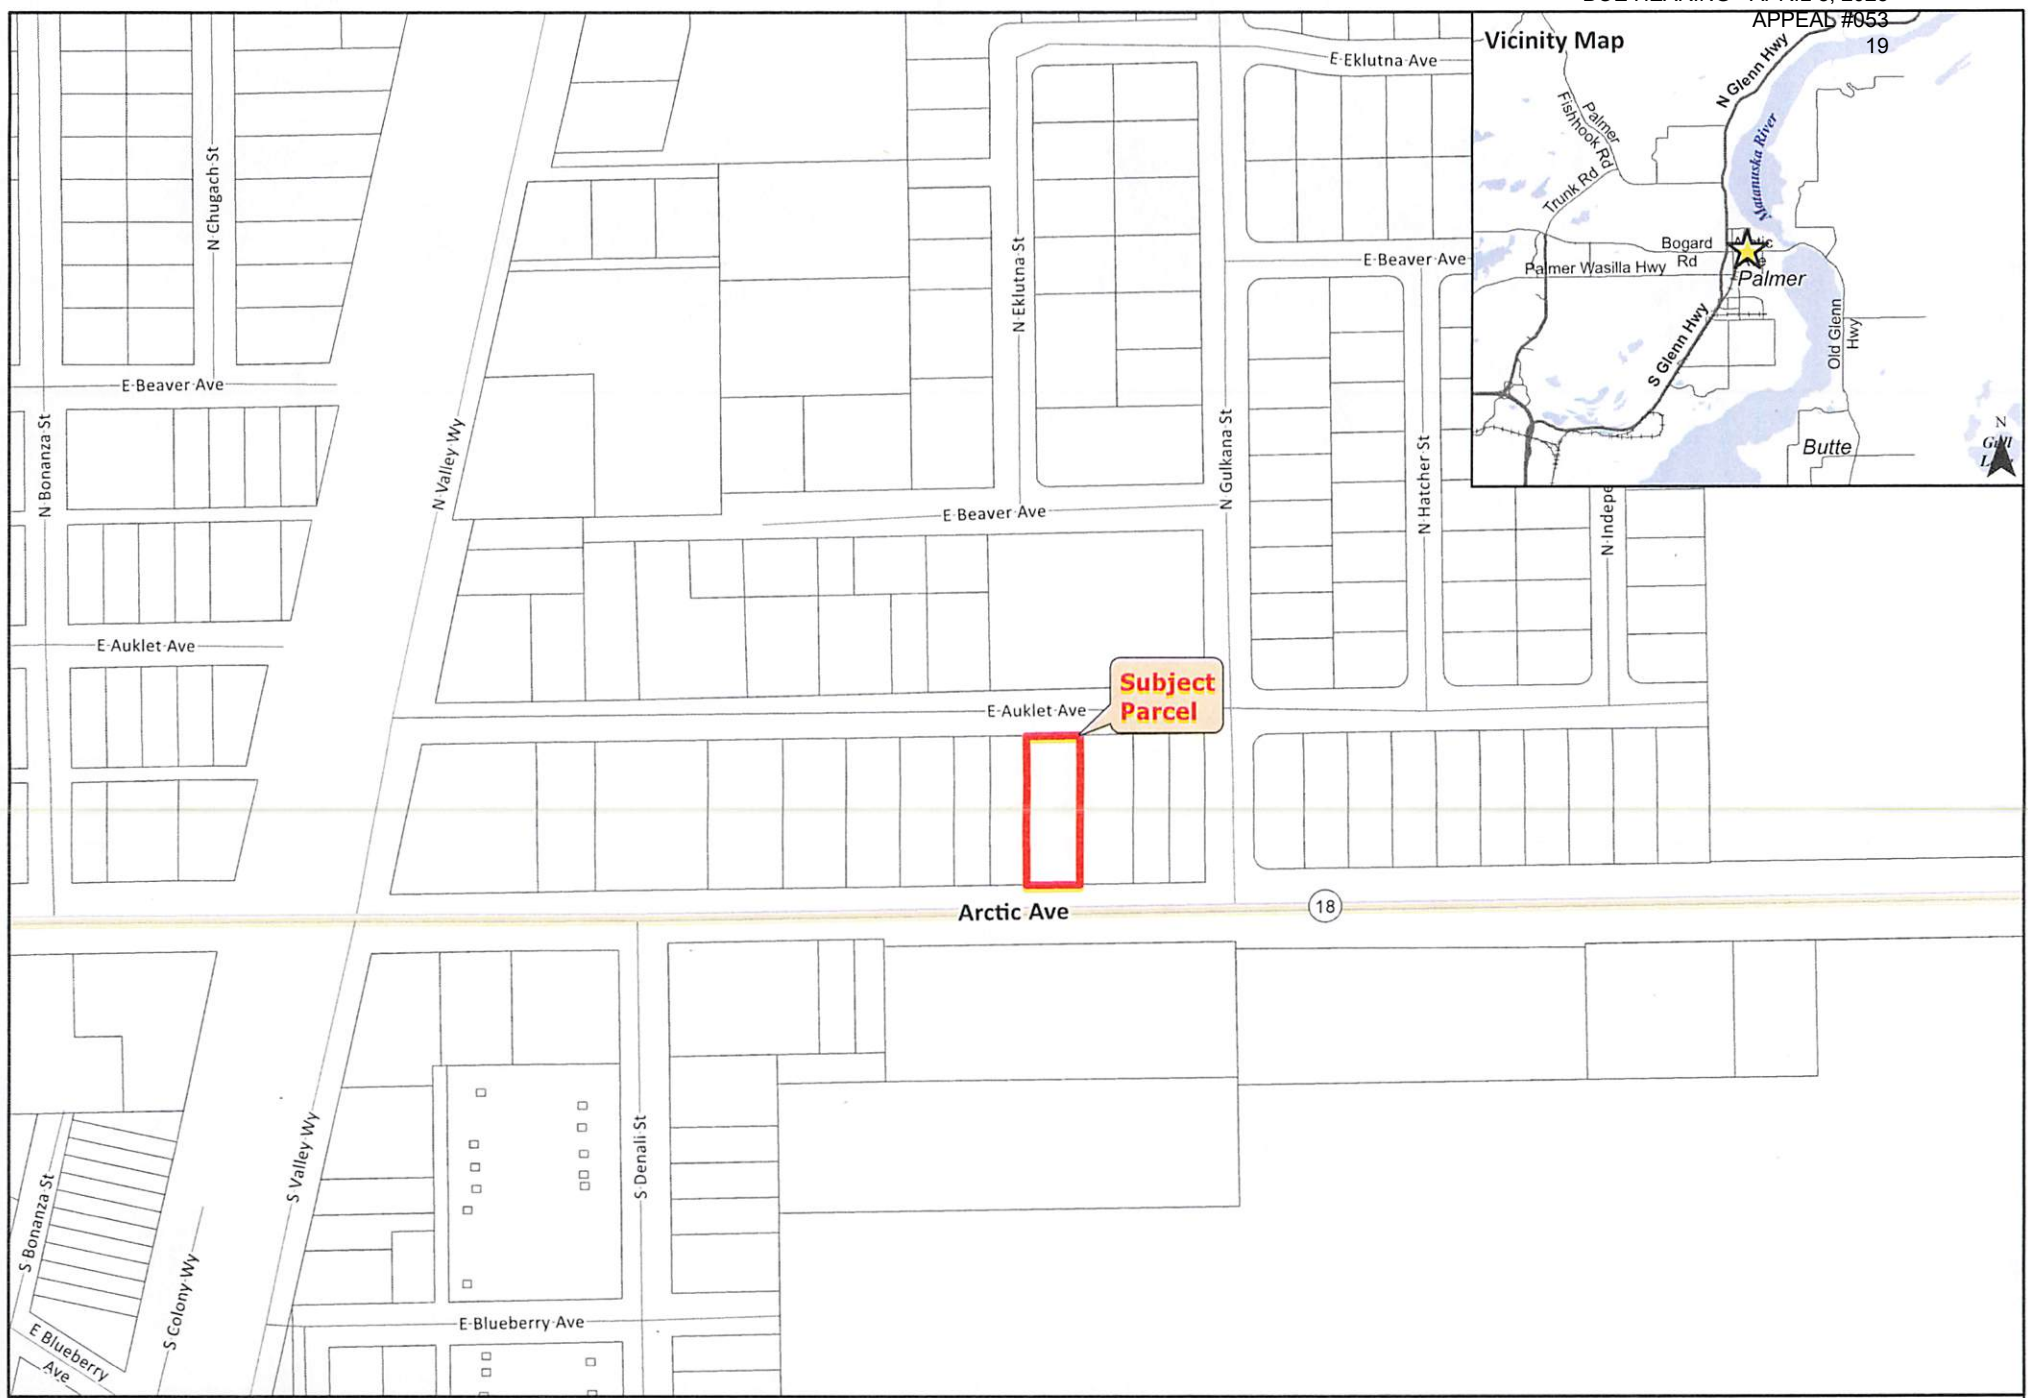 APPEAL #053
19
Vicinity Map
N Glenn Hwy
Palmer
Fishhook Rd
Trunk Rd
Matanuska River
Bogard
Rd
Palmer Wasilla Hwy
Palmer
S Glenn Hwy
Old Glenn
Hwy
Butte
N
E Eklutna Ave
N Chugach St
N Eklutna St
E Beaver Ave
E Beaver Ave
N Bonanza St
N Valley Wy
N Gulkana St
N Hatcher St
N Indepe
E Beaver Ave
E Auklet Ave
Subject
Parcel
E Auklet Ave
Arctic Ave
18
S Valley Wy
S Denali St
S Bonanza St
S Colony Wy
E Blueberry Ave
E Blueberry
Ave